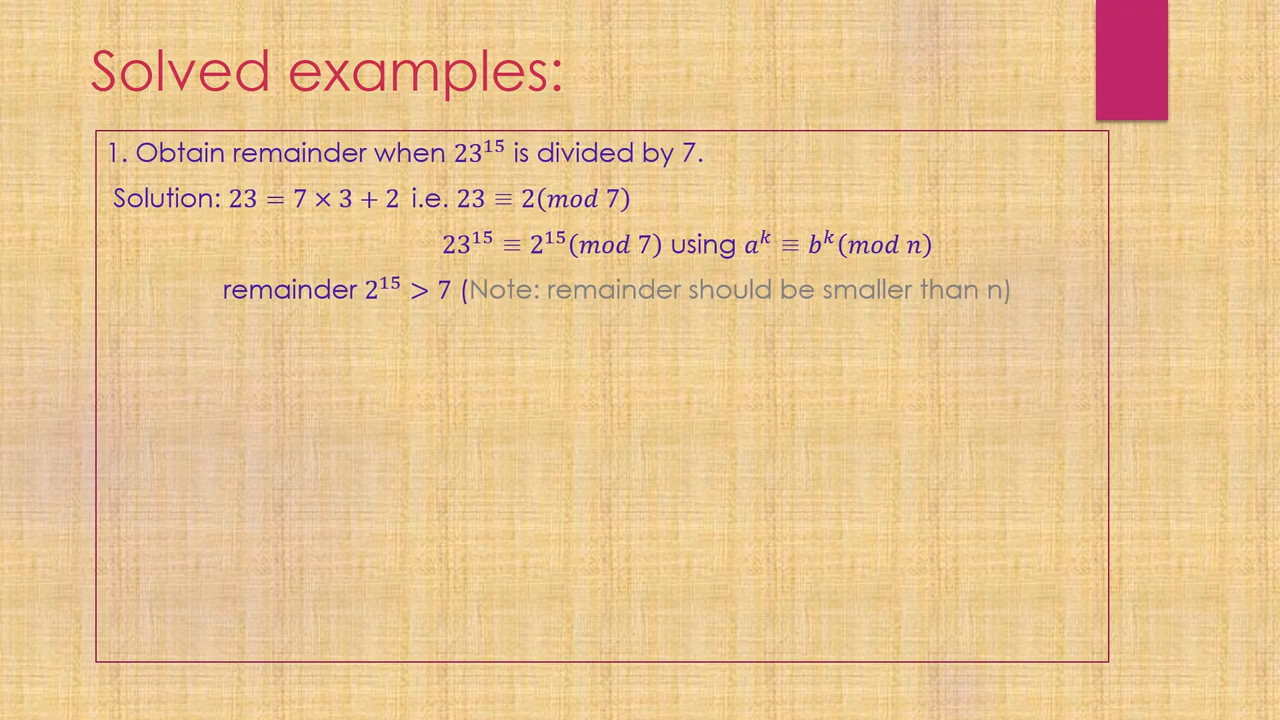 Solved examples:
1. Obtain remainder when 23¹⁵ is divided by 7.
Solution: 23 = 7 × 3 + 2 i.e. 23 ≡ 2(mod 7)
23¹⁵ ≡ 2¹⁵(mod 7) using aᵏ ≡ bᵏ(mod n)
remainder 2¹⁵ > 7 (Note: remainder should be smaller than n)